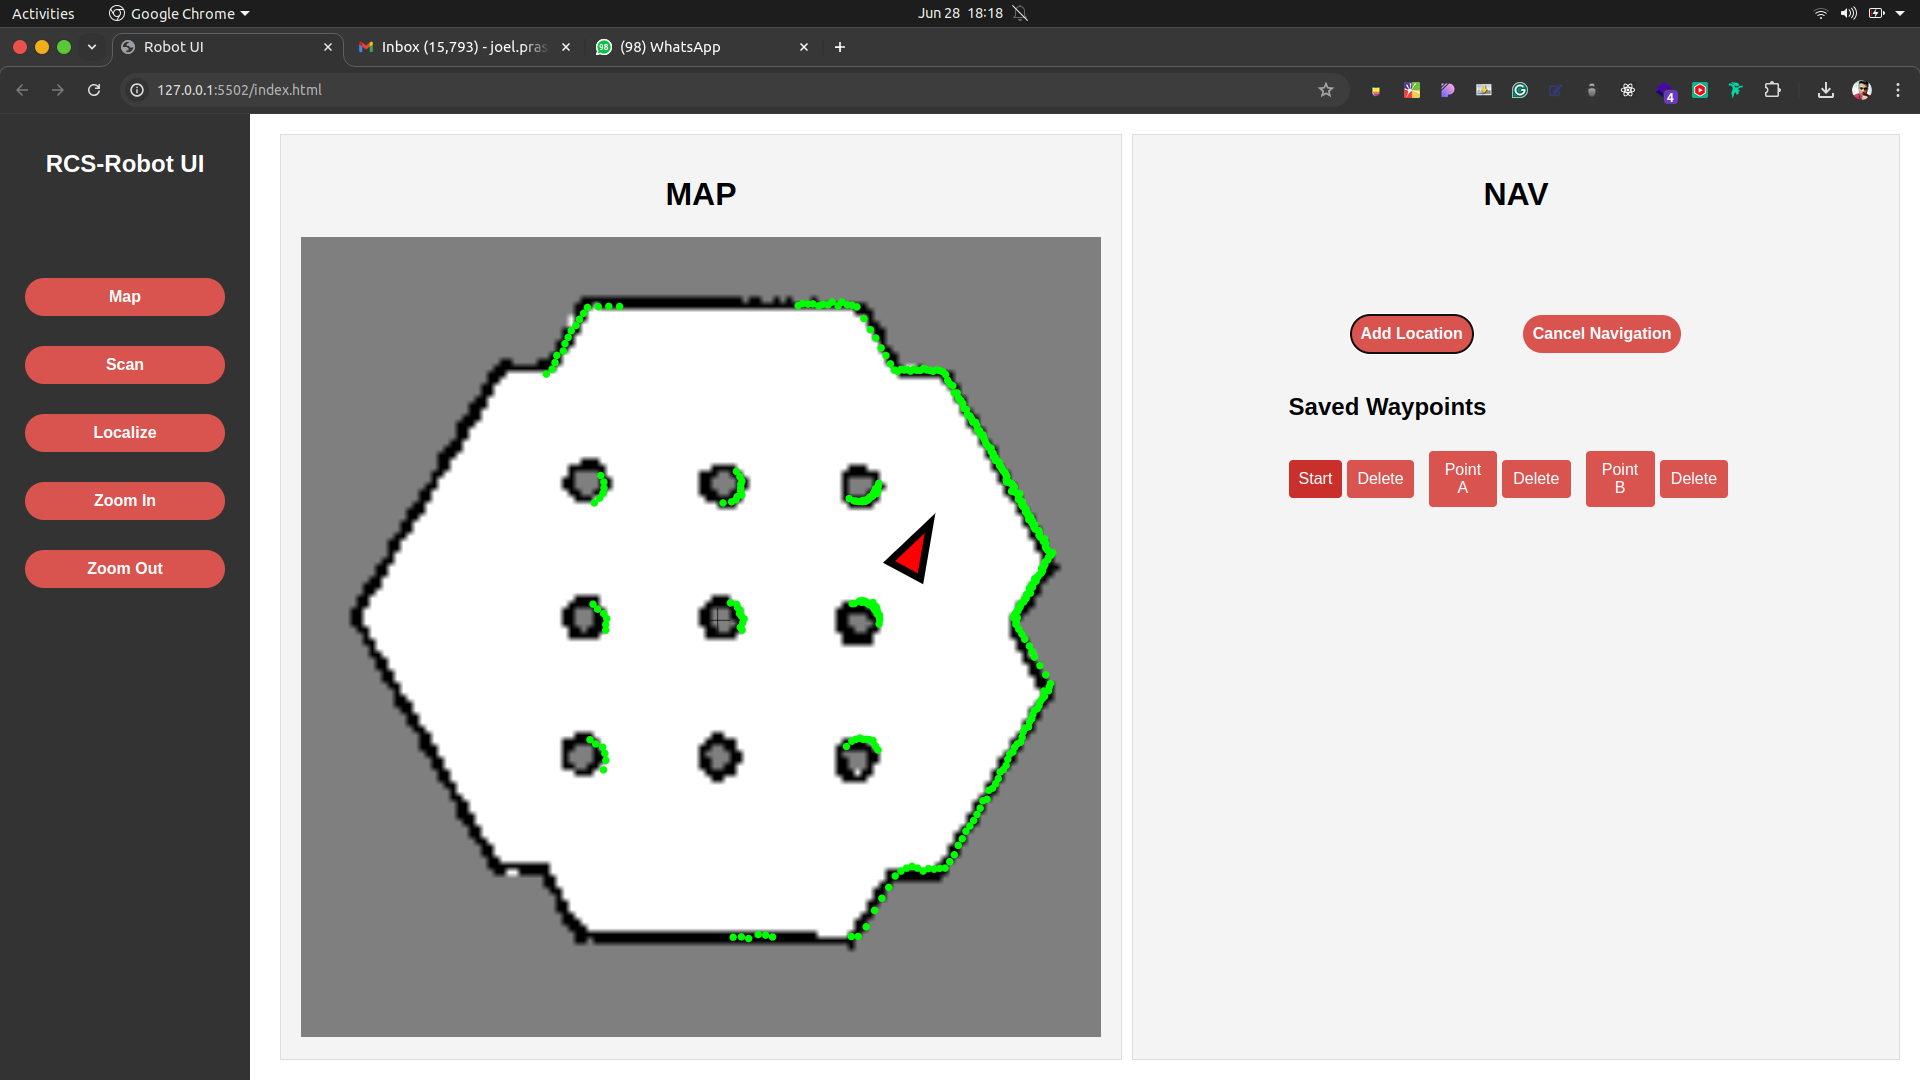 Activities
Google Chrome
Jun 28 18:18
Robot UI
Inbox (15,793) - joel.pras
(98) WhatsApp
127.0.0.1:5502/index.html
4
RCS-Robot UI
Map
Scan
Localize
Zoom In
Zoom Out
MAP
NAV
Add Location
Cancel Navigation
Saved Waypoints
Start
Delete
Point
A
Delete
Point
B
Delete